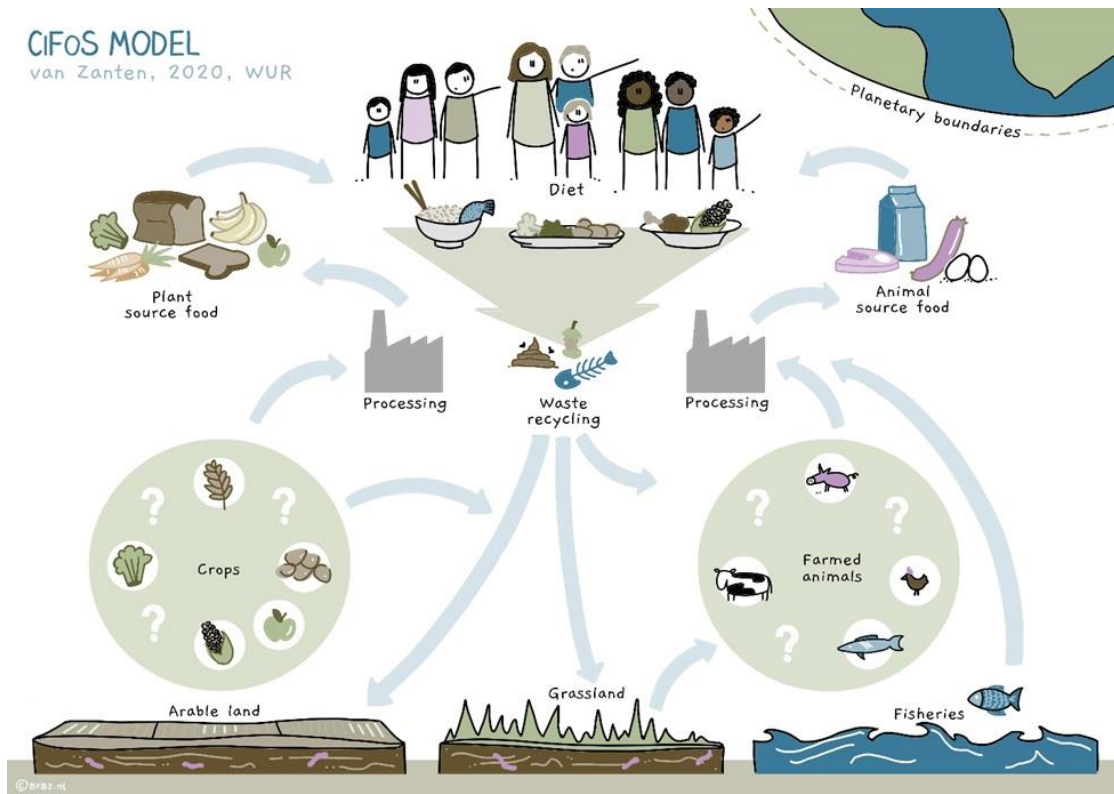 CiFoS MODEL
van Zanten, 2020, WUR
Planetary boundaries
Diet
Plant
source food
Animal
source food
Processing
Waste
recycling
Processing
Crops
?
?
?
?
Farmed
animals
?
?
?
Arable land
Grassland
Fisheries
©BVBZ.nl